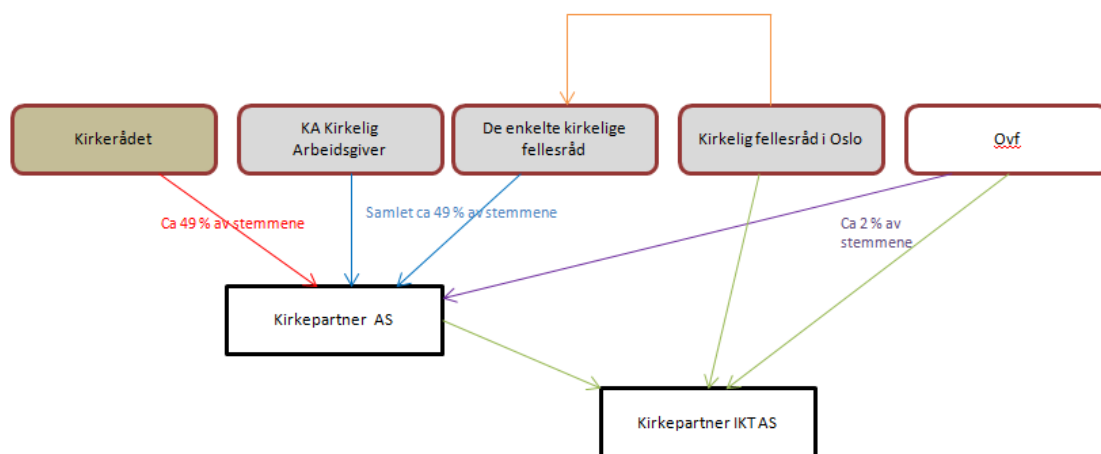 Kirkerådet
KA Kirkelig
Arbeidsgiver
De enkelte kirkelige
fellesråd
Kirkelig fellesråd i Oslo
Ovf
Ca 49 % av stemmene
Samlet ca 49 % av stemmene
Ca 2 % av
stemmene
Kirkepartner AS
Kirkepartner IKT AS